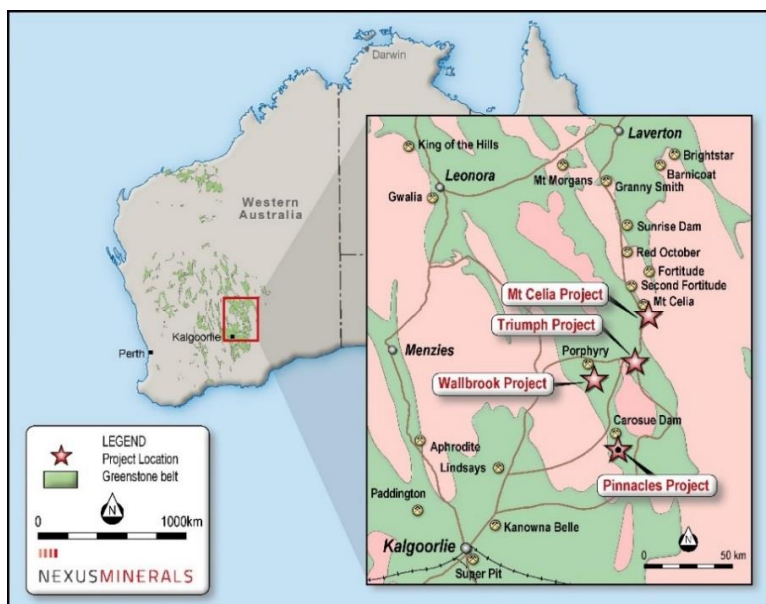 Darwin
Western
Australia
Kalgoorlie
Perth
King of the Hills
Laverton
Brightstar
Barnicoat
Mt Morgans
Leonora
Granny Smith
Gwalia
Sunrise Dam
Red October
Fortitude
Second Fortitude
Mt Celia Project
Mt Celia
Triumph Project
Menzies
Porphyry
Wallbrook Project
Carosue Dam
Aphrodite
Lindsays
Pinnacles Project
Paddington
Kanowna Belle
Kalgoorlie
Super Pit
N
0 50 km
LEGEND
Project Location
Greenstone belt
N
0 1000km
NEXUSMINERALS